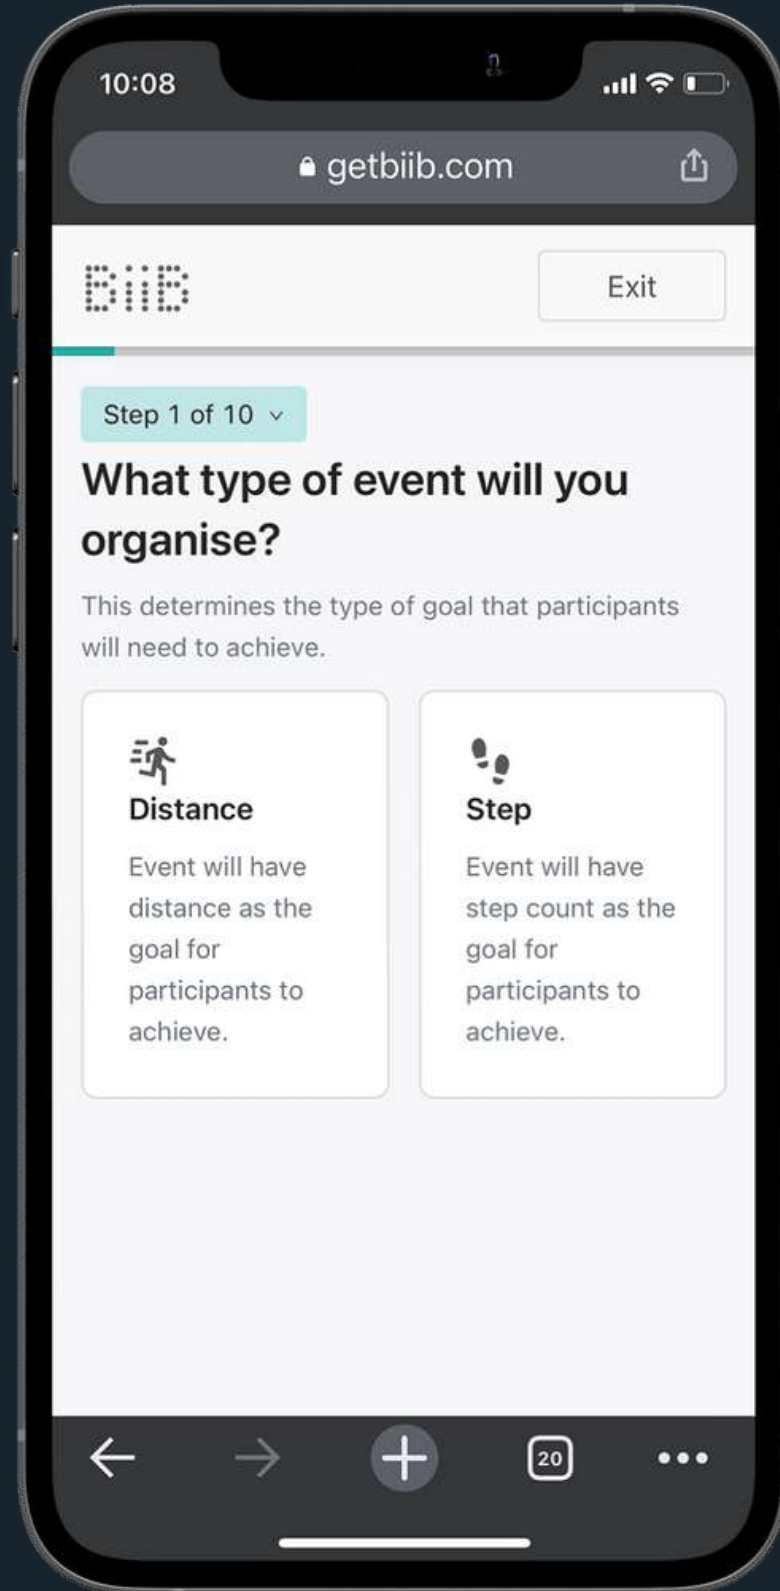 10:08
getbiib.com
BiiB
Exit
Step 1 of 10
What type of event will you
organise?
This determines the type of goal that participants
will need to achieve.
Distance
Event will have
distance as the
goal for
participants to
achieve.
Step
Event will have
step count as the
goal for
participants to
achieve.
20